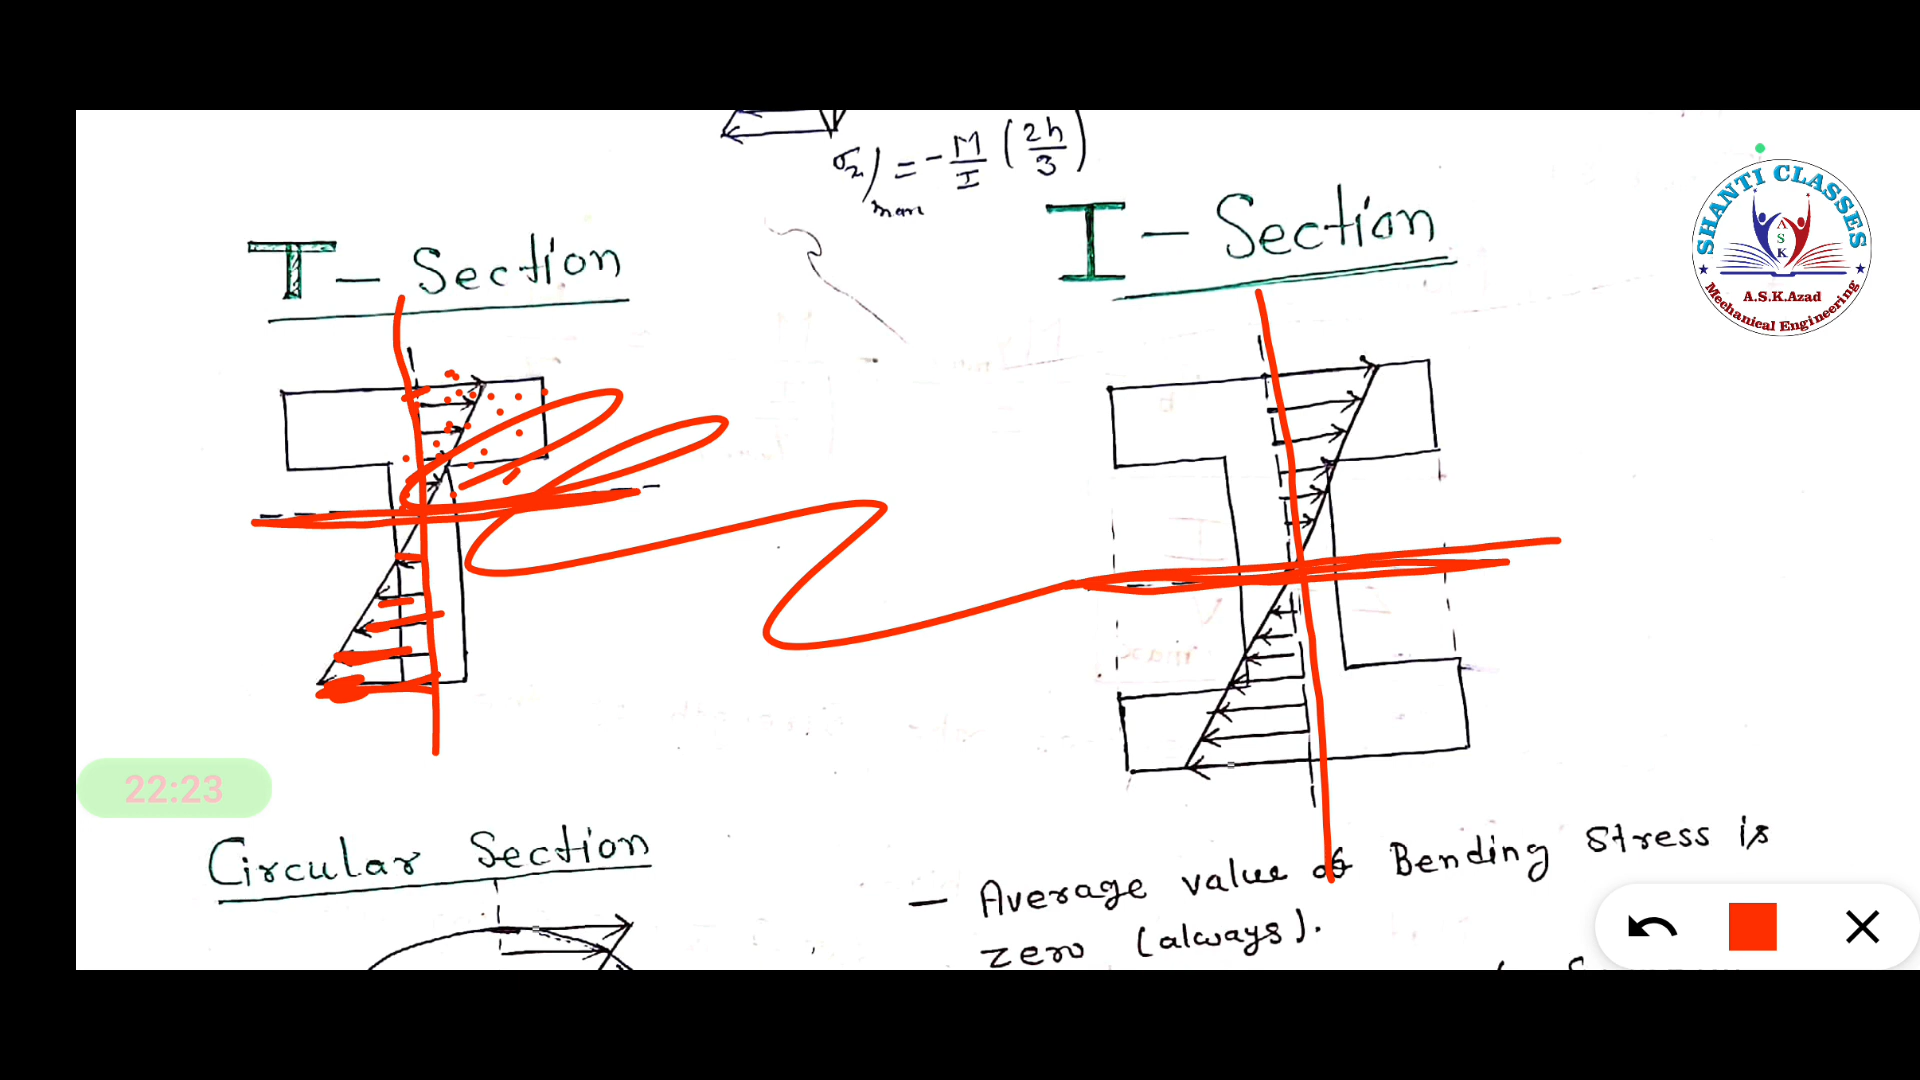 σx)max = - M/I (2h/3)
T - Section
I - Section
SHANTI CLASSES
A
S
K
A.S.K.Azad
Mechanical Engineering
22:23
Circular Section
- Average value of Bending Stress is
zero (always).